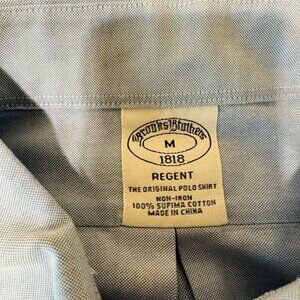 Brooks Brothers
M
1818
REGENT
THE ORIGINAL POLO SHIRT
NON-IRON
100% SUPIMA COTTON
MADE IN CHINA